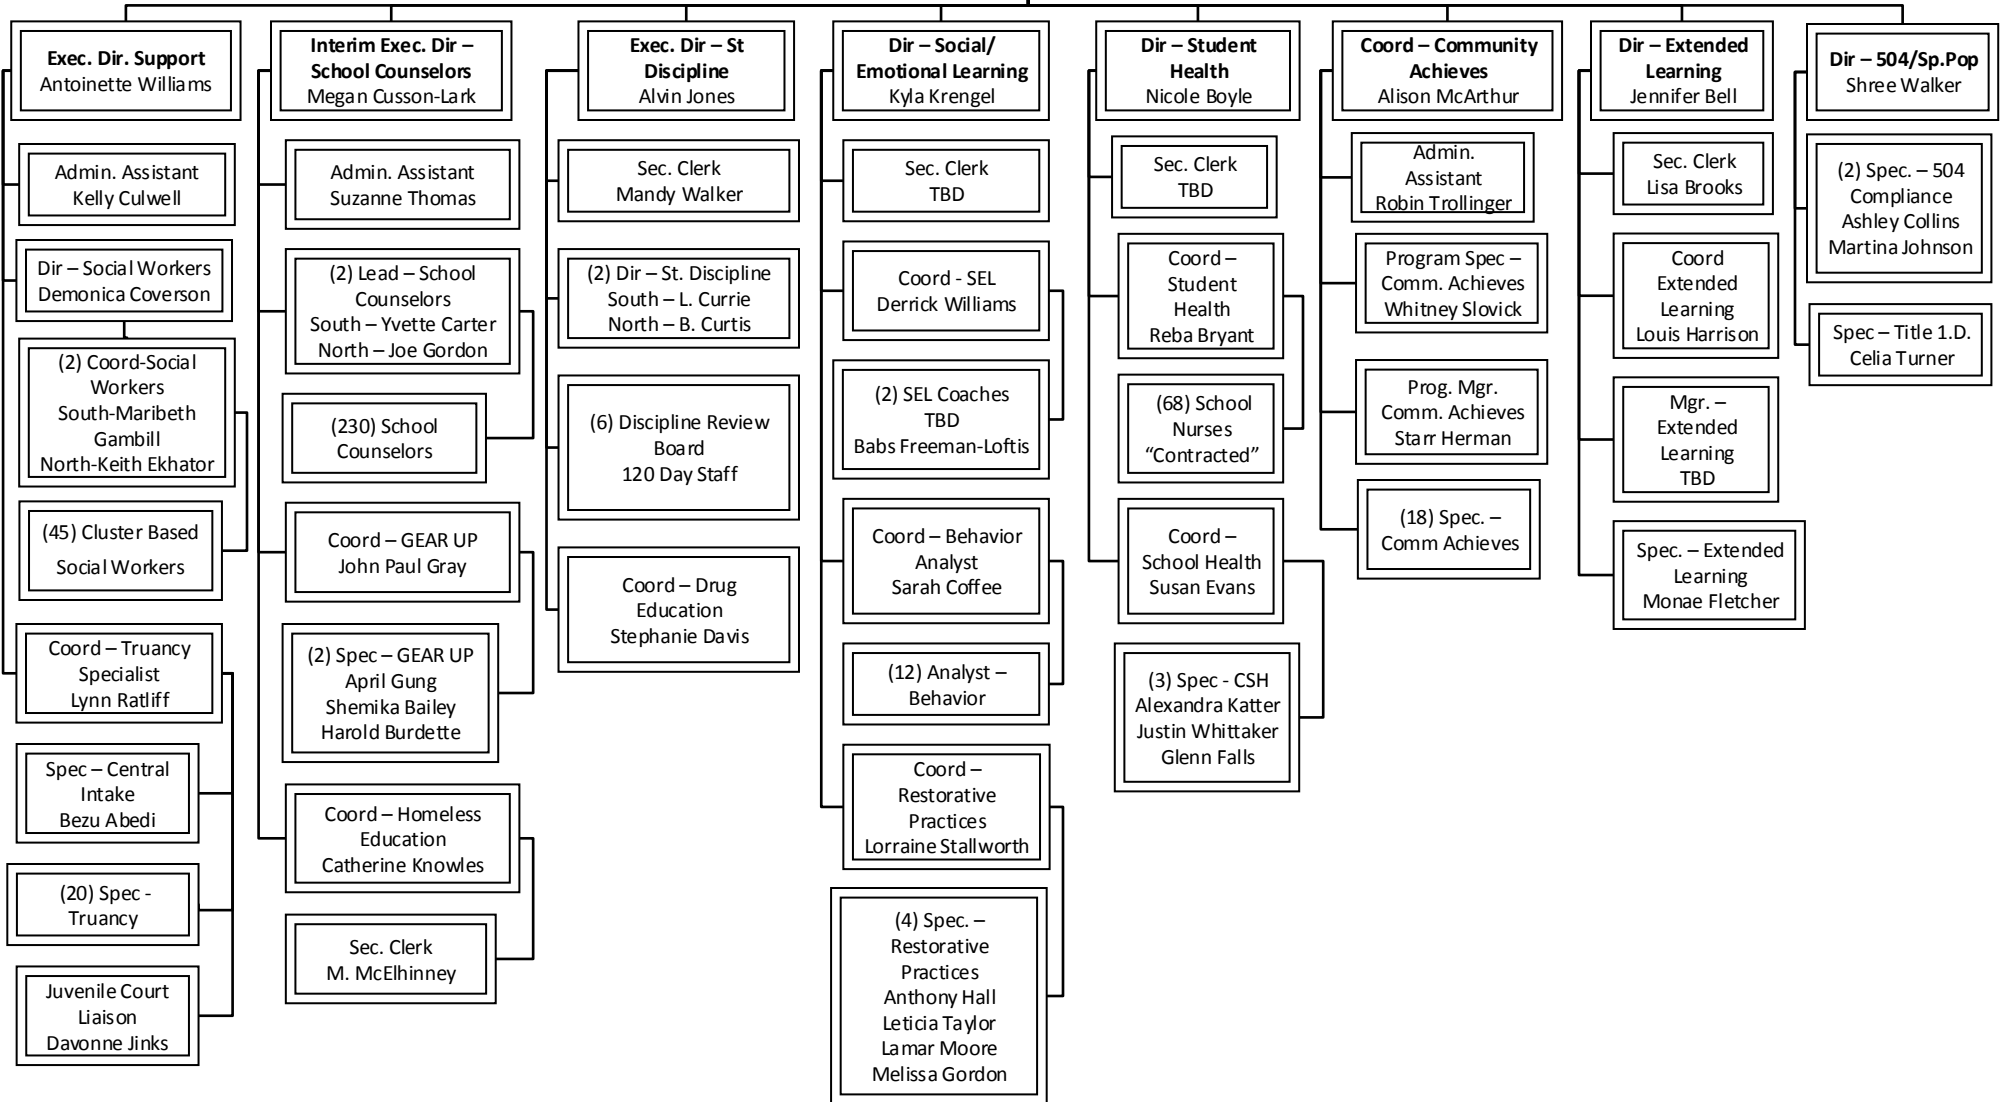 Exec. Dir. Support
Antoinette Williams
Admin. Assistant
Kelly Culwell
Dir – Social Workers
Demonica Coverson
(2) Coord-Social
Workers
South-Maribeth
Gambill
North-Keith Ekhator
(45) Cluster Based
Social Workers
Coord – Truancy
Specialist
Lynn Ratliff
Spec – Central
Intake
Bezu Abedi
(20) Spec -
Truancy
Juvenile Court
Liaison
Davonne Jinks
Interim Exec. Dir –
School Counselors
Megan Cusson-Lark
Admin. Assistant
Suzanne Thomas
(2) Lead – School
Counselors
South – Yvette Carter
North – Joe Gordon
(230) School
Counselors
Coord – GEAR UP
John Paul Gray
(2) Spec – GEAR UP
April Gung
Shemika Bailey
Harold Burdette
Coord – Homeless
Education
Catherine Knowles
Sec. Clerk
M. McElhinney
Exec. Dir – St
Discipline
Alvin Jones
Sec. Clerk
Mandy Walker
(2) Dir – St. Discipline
South – L. Currie
North – B. Curtis
(6) Discipline Review
Board
120 Day Staff
Coord – Drug
Education
Stephanie Davis
Dir – Social/
Emotional Learning
Kyla Krengel
Sec. Clerk
TBD
Coord - SEL
Derrick Williams
(2) SEL Coaches
TBD
Babs Freeman-Loftis
Coord – Behavior
Analyst
Sarah Coffee
(12) Analyst –
Behavior
Coord –
Restorative
Practices
Lorraine Stallworth
(4) Spec. –
Restorative
Practices
Anthony Hall
Leticia Taylor
Lamar Moore
Melissa Gordon
Dir – Student
Health
Nicole Boyle
Sec. Clerk
TBD
Coord –
Student
Health
Reba Bryant
(68) School
Nurses
“Contracted”
Coord –
School Health
Susan Evans
(3) Spec - CSH
Alexandra Katter
Justin Whittaker
Glenn Falls
Coord – Community
Achieves
Alison McArthur
Admin.
Assistant
Robin Trollinger
Program Spec –
Comm. Achieves
Whitney Slovick
Prog. Mgr.
Comm. Achieves
Starr Herman
(18) Spec. –
Comm Achieves
Dir – Extended
Learning
Jennifer Bell
Sec. Clerk
Lisa Brooks
Coord
Extended
Learning
Louis Harrison
Mgr. –
Extended
Learning
TBD
Spec. – Extended
Learning
Monae Fletcher
Dir – 504/Sp.Pop
Shree Walker
(2) Spec. – 504
Compliance
Ashley Collins
Martina Johnson
Spec – Title 1.D.
Celia Turner